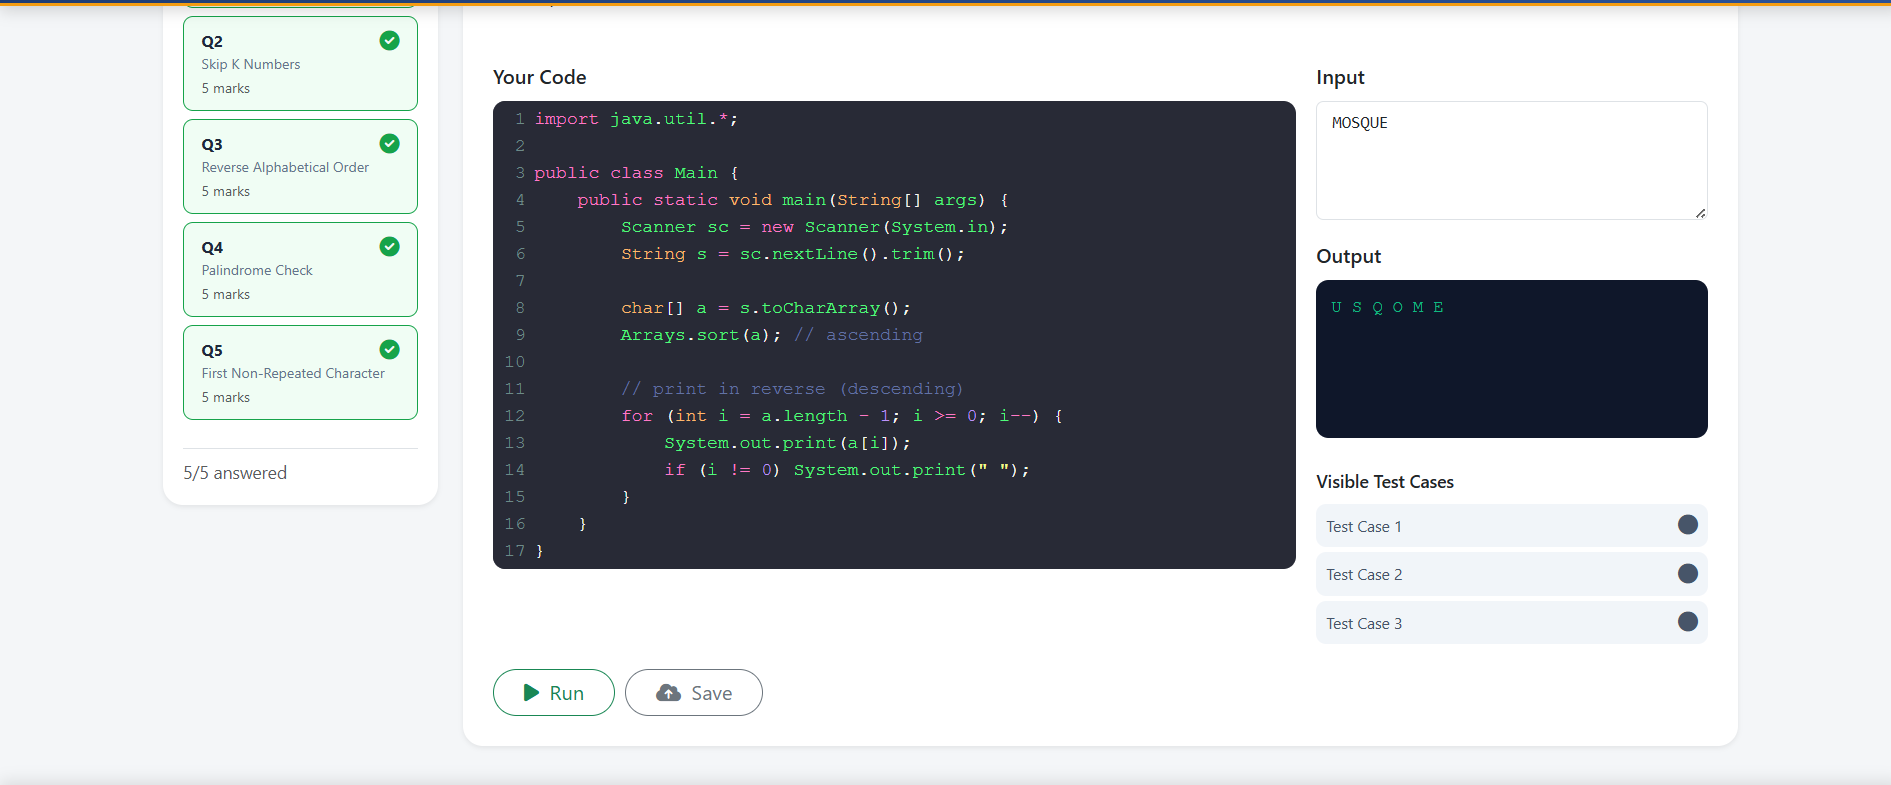 Q2
Skip K Numbers
5 marks
Q3
Reverse Alphabetical Order
5 marks
Q4
Palindrome Check
5 marks
Q5
First Non-Repeated Character
5 marks
5/5 answered
Your Code
1 import java.util.*;
2
3 public class Main {
4     public static void main(String[] args) {
5         Scanner sc = new Scanner(System.in);
6         String s = sc.nextLine().trim();
7
8         char[] a = s.toCharArray();
9         Arrays.sort(a); // ascending
10
11         // print in reverse (descending)
12         for (int i = a.length - 1; i >= 0; i--) {
13             System.out.print(a[i]);
14             if (i != 0) System.out.print(" ");
15         }
16     }
17 }
Run
Save
Input
MOSQUE
Output
U S Q O M E
Visible Test Cases
Test Case 1
Test Case 2
Test Case 3